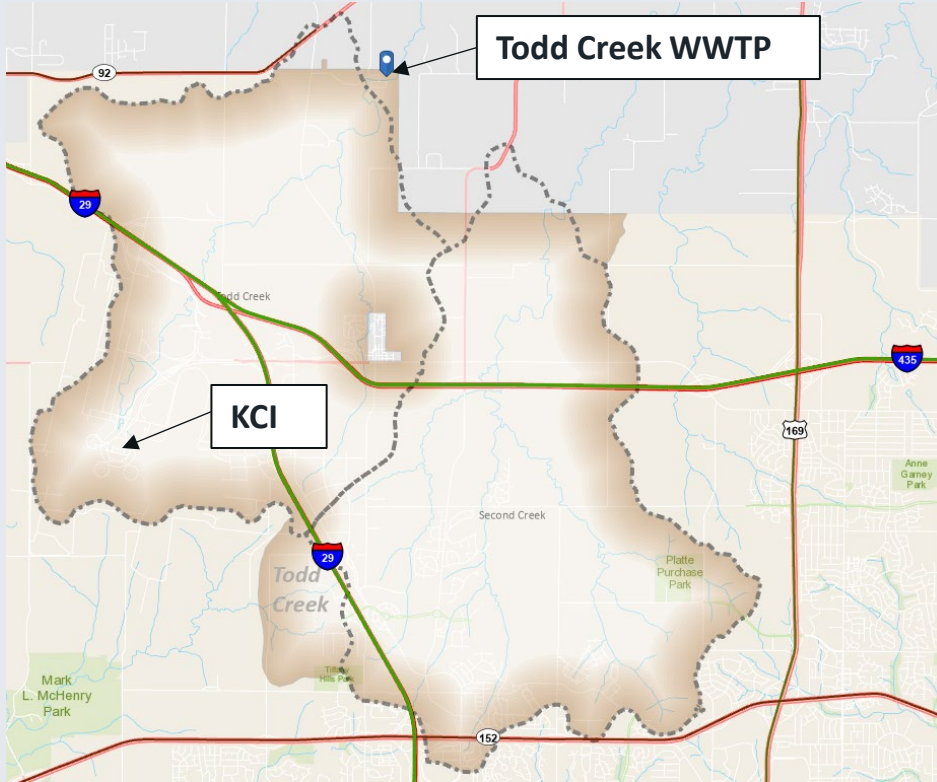 Todd Creek WWTP
92
29
Todd Creek
435
KCI
169
Anne
Garney
Park
Second Creek
29
Platte
Purchase
Park
Todd
Creek
Tiffany
Hills Park
Mark
L. McHenry
Park
152